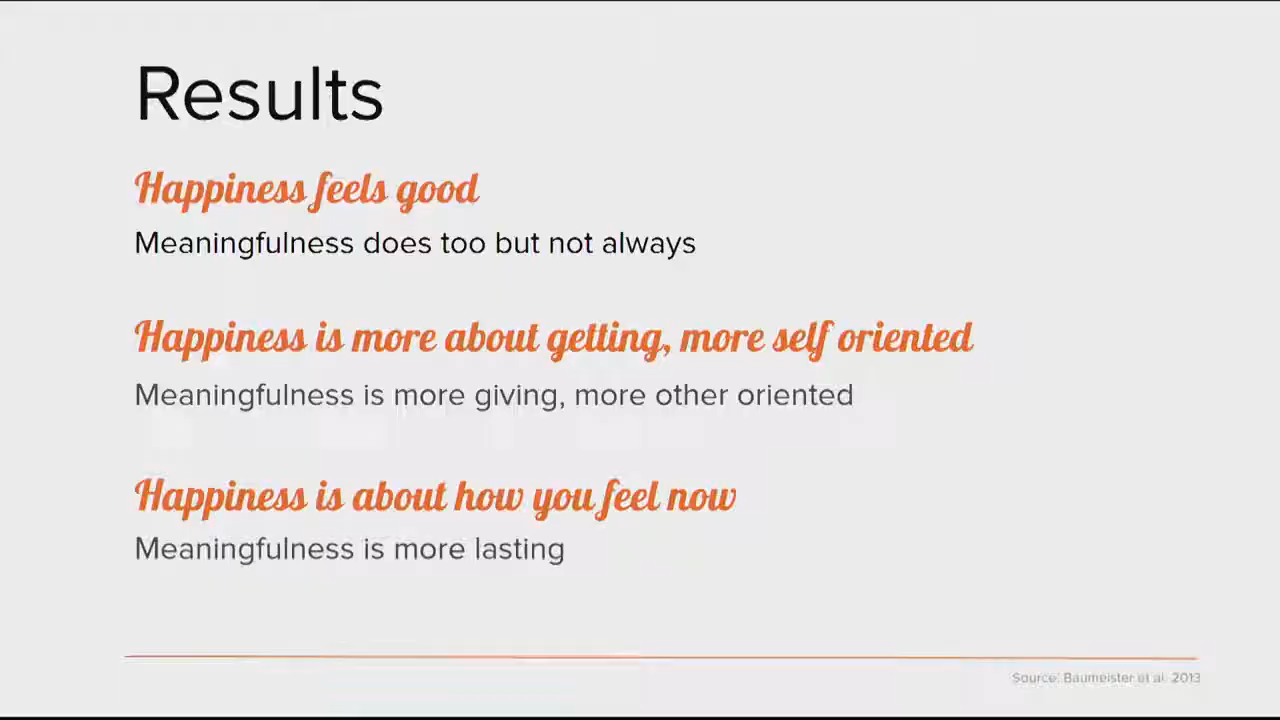 Results
Happiness feels good
Meaningfulness does too but not always
Happiness is more about getting, more self oriented
Meaningfulness is more giving, more other oriented
Happiness is about how you feel now
Meaningfulness is more lasting
Source: Baumeister et al. 2013